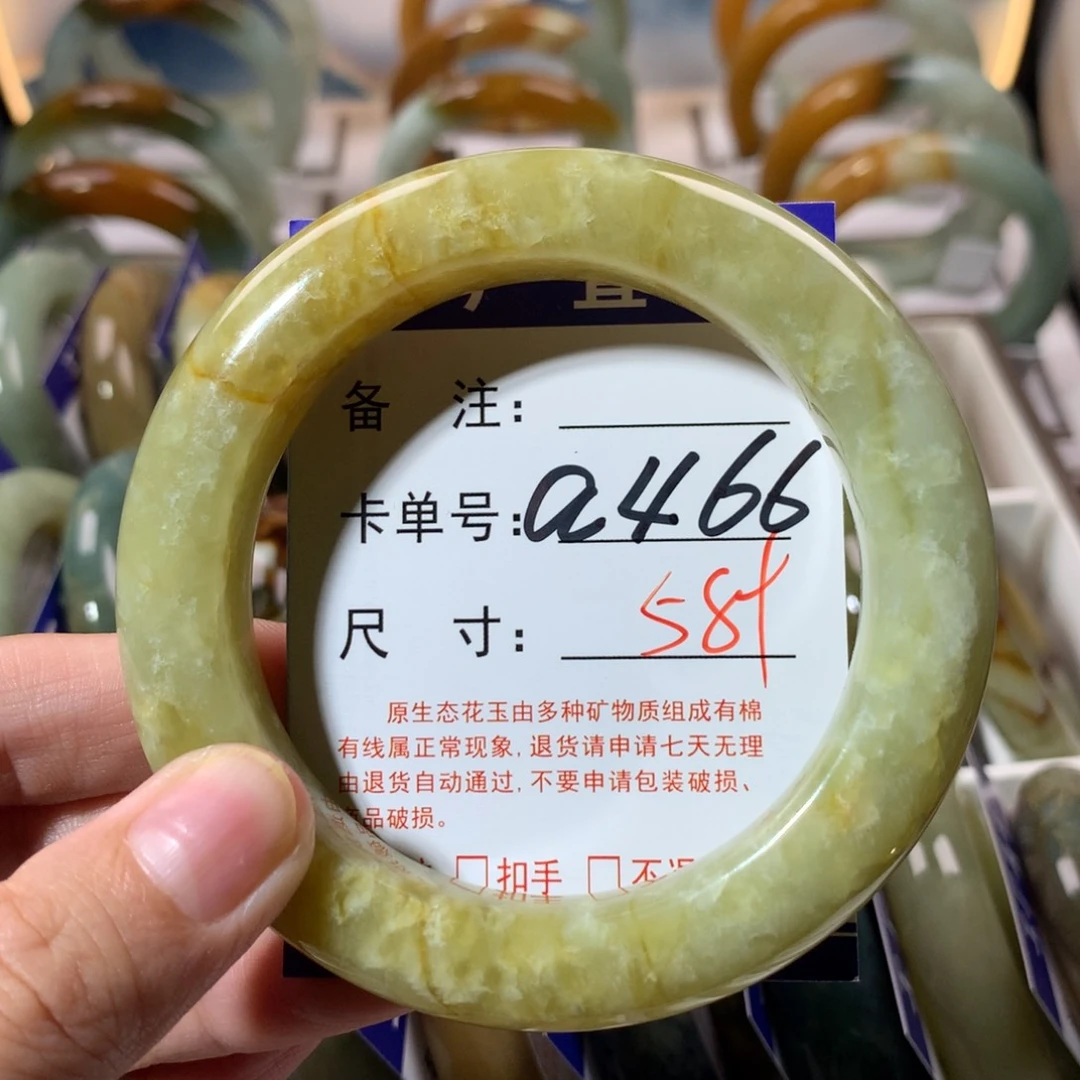 直
备 注:
卡单号: a466
尺 寸: 58+
原生态花玉由多种矿物质组成有棉
有线属正常现象, 退货请申请七天无理
由退货自动通过, 不要申请包装破损、
品破损。
□扣手 □不